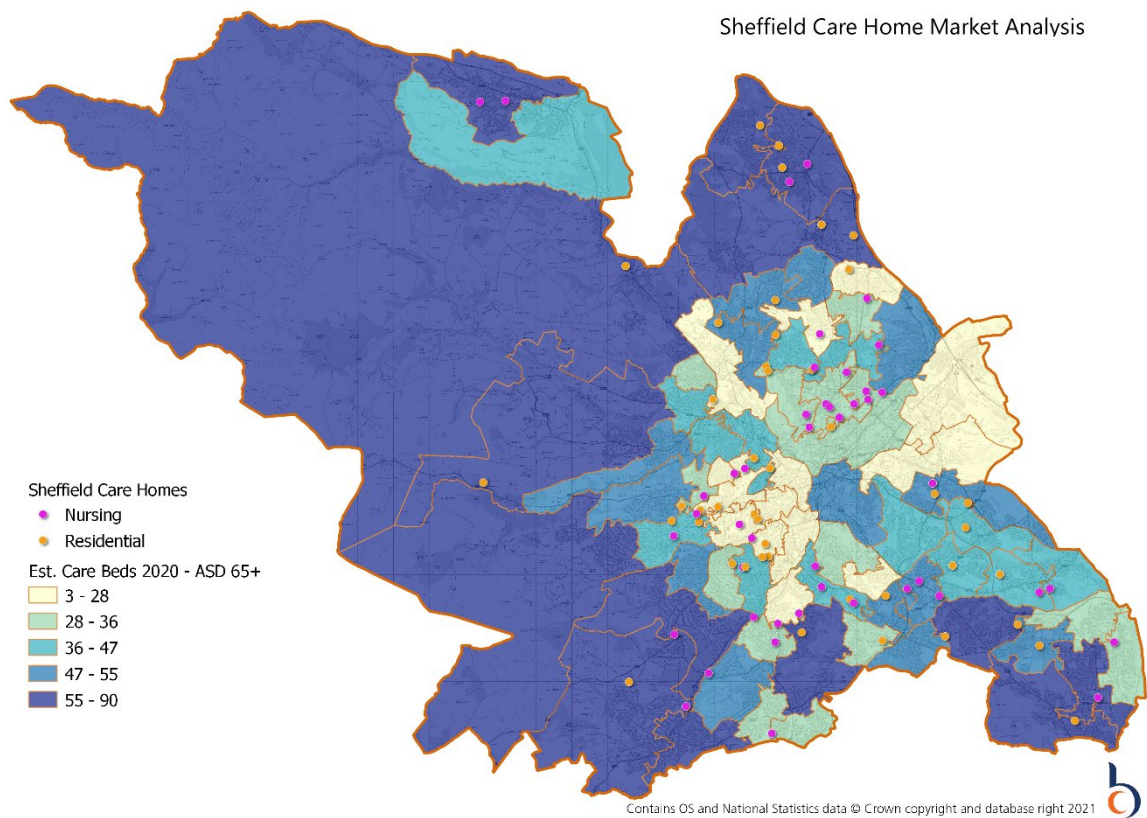 Sheffield Care Home Market Analysis
Sheffield Care Homes
Nursing
Residential
Est. Care Beds 2020 - ASD 65+
3 - 28
28 - 36
36 - 47
47 - 55
55 - 90
Contains OS and National Statistics data © Crown copyright and database right 2021